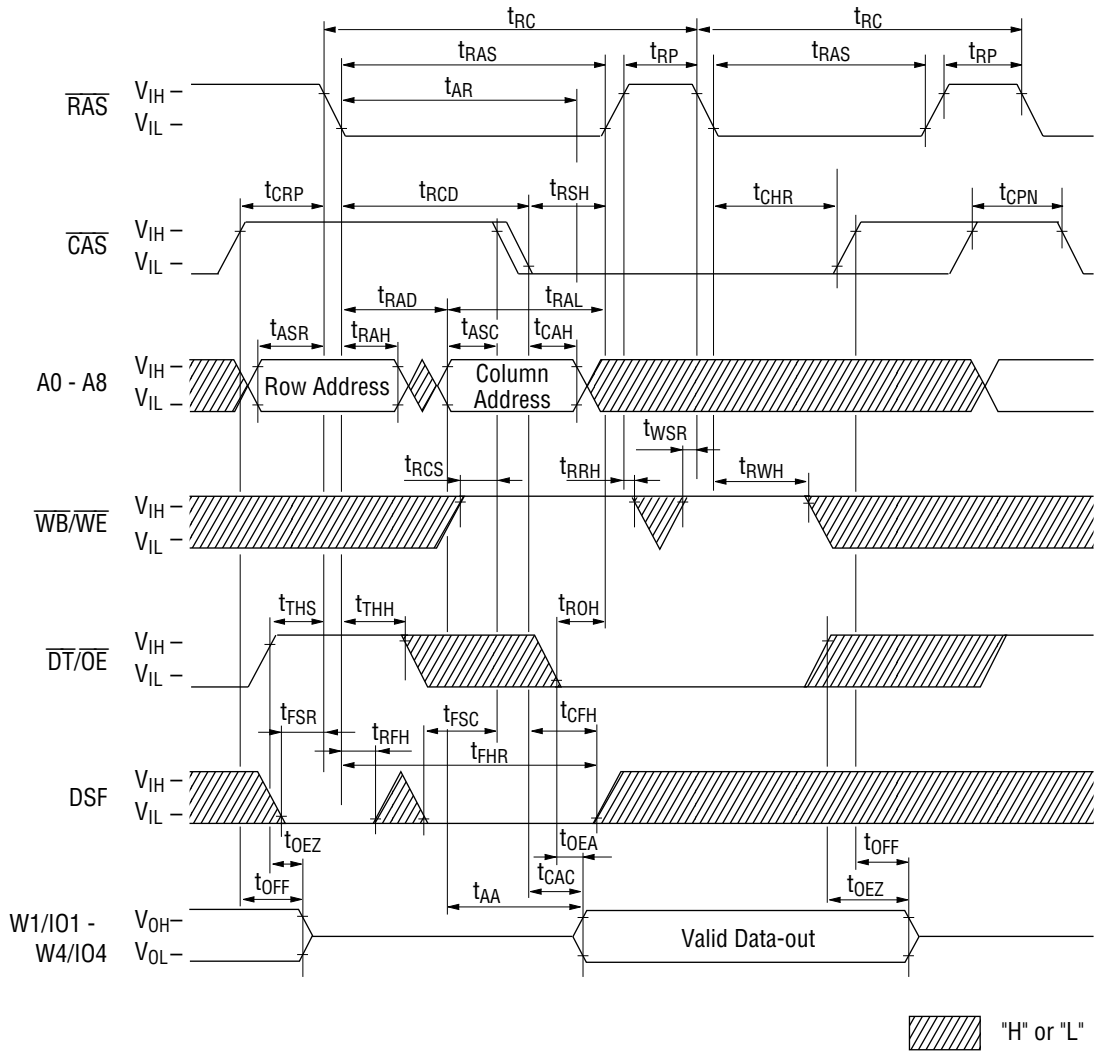 tRC tRC
tRAS tRP tRAS tRP
tAR
RAS VIH –
VIL –
tCRP tRCD tRSH tCHR tCPN
CAS VIH –
VIL –
tRAD tRAL
tASR tRAH tASC tCAH
A0 - A8 VIH –
VIL –
Row Address
Column
Address
tWSR
tRCS tRRH tRWH
WB/WE VIH –
VIL –
tTHS tTHH tROH
DT/OE VIH –
VIL –
tFSR tRFH tFSC tCFH
tFHR
DSF VIH –
VIL –
tOEZ tOEA tOFF
tOFF tAA tCAC tOEZ
W1/IO1 -
W4/IO4
VOH –
VOL –
Valid Data-out
"H" or "L"